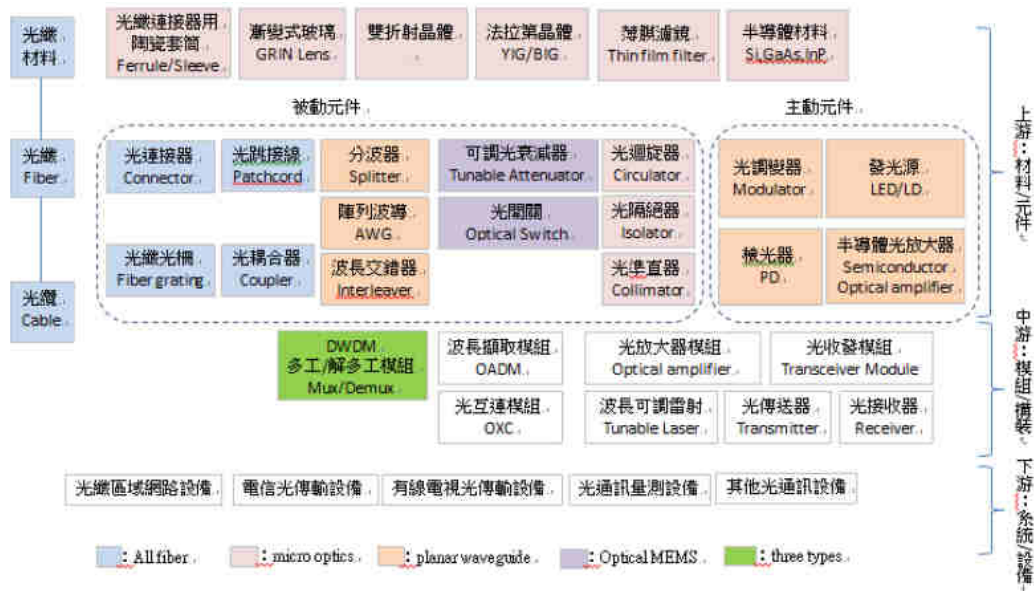 光纖
材料
光纖連接器用
陶瓷套筒
Ferrule/Sleeve
漸變式玻璃
GRIN Lens
雙折射晶體
法拉第晶體
YIG/BIG
薄膜濾鏡
Thin film filter
半導體材料
Si,GaAs,InP
被動元件
主動元件
光纖
Fiber
光連接器
Connector
光跳接線
Patchcord
分波器
Splitter
可調光衰減器
Tunable Attenuator
光迴旋器
Circulator
光調變器
Modulator
發光源
LED/LD
陣列波導
AWG
光閘關
Optical Switch
光隔絕器
Isolator
光纖光柵
Fiber grating
光耦合器
Coupler
波長交錯器
Interleaver
光準直器
Collimator
檢光器
PD
半導體光放大器
Semiconductor
Optical amplifier
光纜
Cable
上游：材料/元件
DWDM
多工/解多工模組
Mux/Demux
波長擷取模組
OADM
光放大器模組
Optical amplifier
光收發模組
Transceiver Module
光互連模組
OXC
波長可調雷射
Tunable Laser
光傳送器
Transmitter
光接收器
Receiver
中游：模組/構裝
光纖區域網路設備
電信光傳輸設備
有線電視光傳輸設備
光通訊量測設備
其他光通訊設備
下游：系統/設備
：All fiber
：micro optics
：planar waveguide
：Optical MEMS
：three types